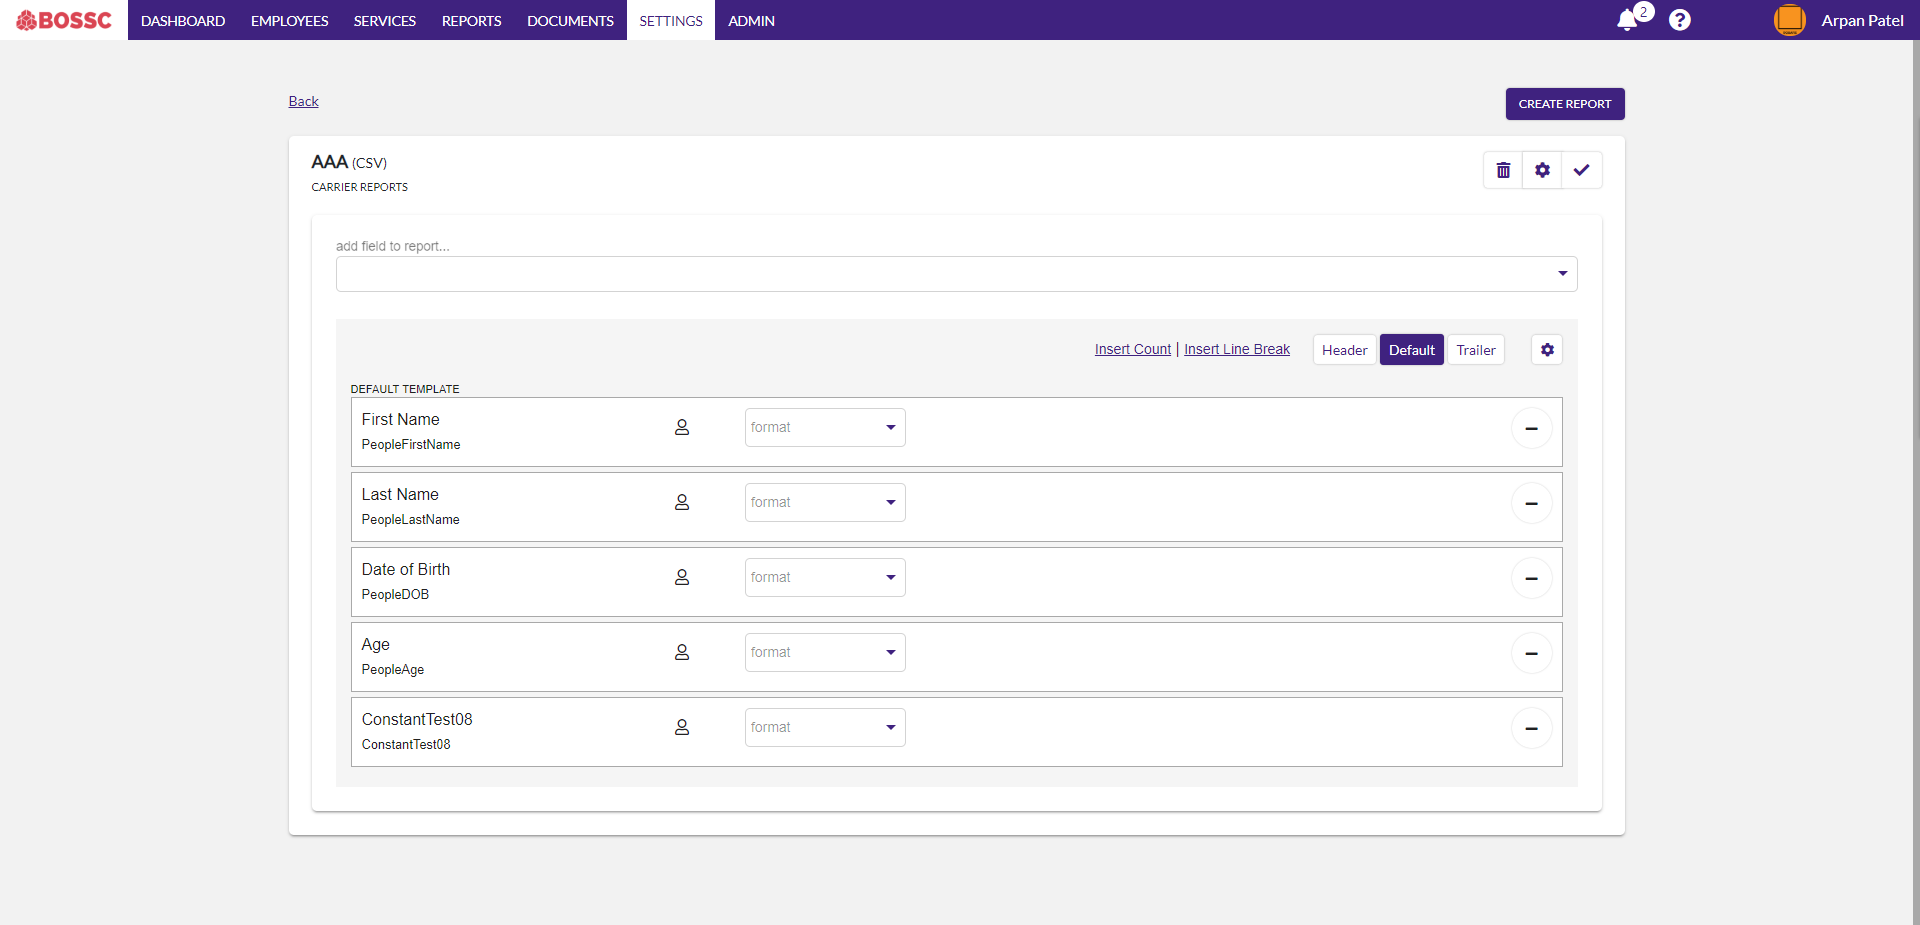 BOSSC DASHBOARD EMPLOYEES SERVICES REPORTS DOCUMENTS SETTINGS ADMIN 2 Arpan Patel
Back CREATE REPORT
AAA (CSV)
CARRIER REPORTS
add field to report...
Insert Count | Insert Line Break Header Default Trailer
DEFAULT TEMPLATE
First Name format
PeopleFirstName
Last Name format
PeopleLastName
Date of Birth format
PeopleDOB
Age format
PeopleAge
ConstantTest08 format
ConstantTest08